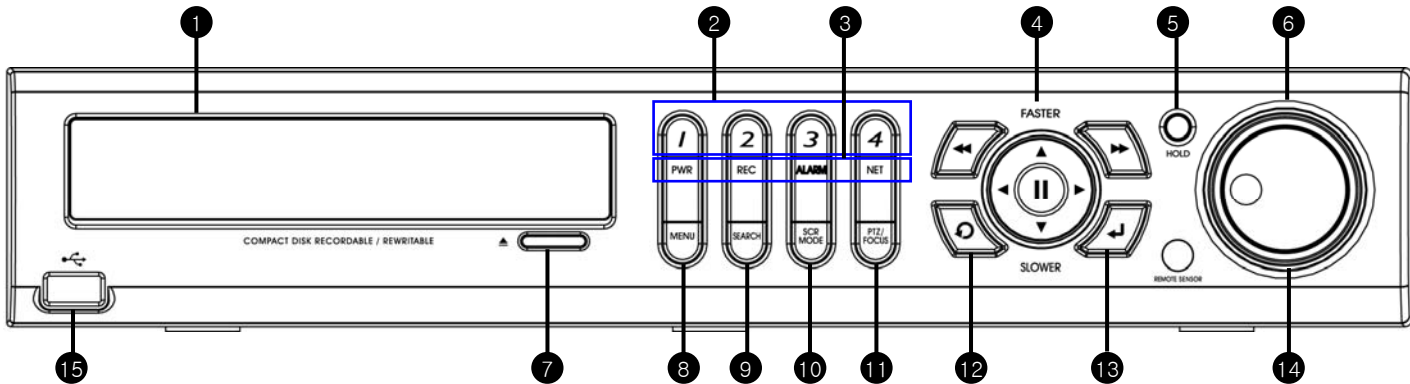 1 2 3 4 5 6
FASTER
1 2 3 4
HOLD
PWR REC ALARM NET
COMPACT DISK RECORDABLE / REWRITABLE
MENU SEARCH SCR MODE PTZ/ FOCUS
SLOWER
REMOTE SENSOR
15 7 8 9 10 11 12 13 14